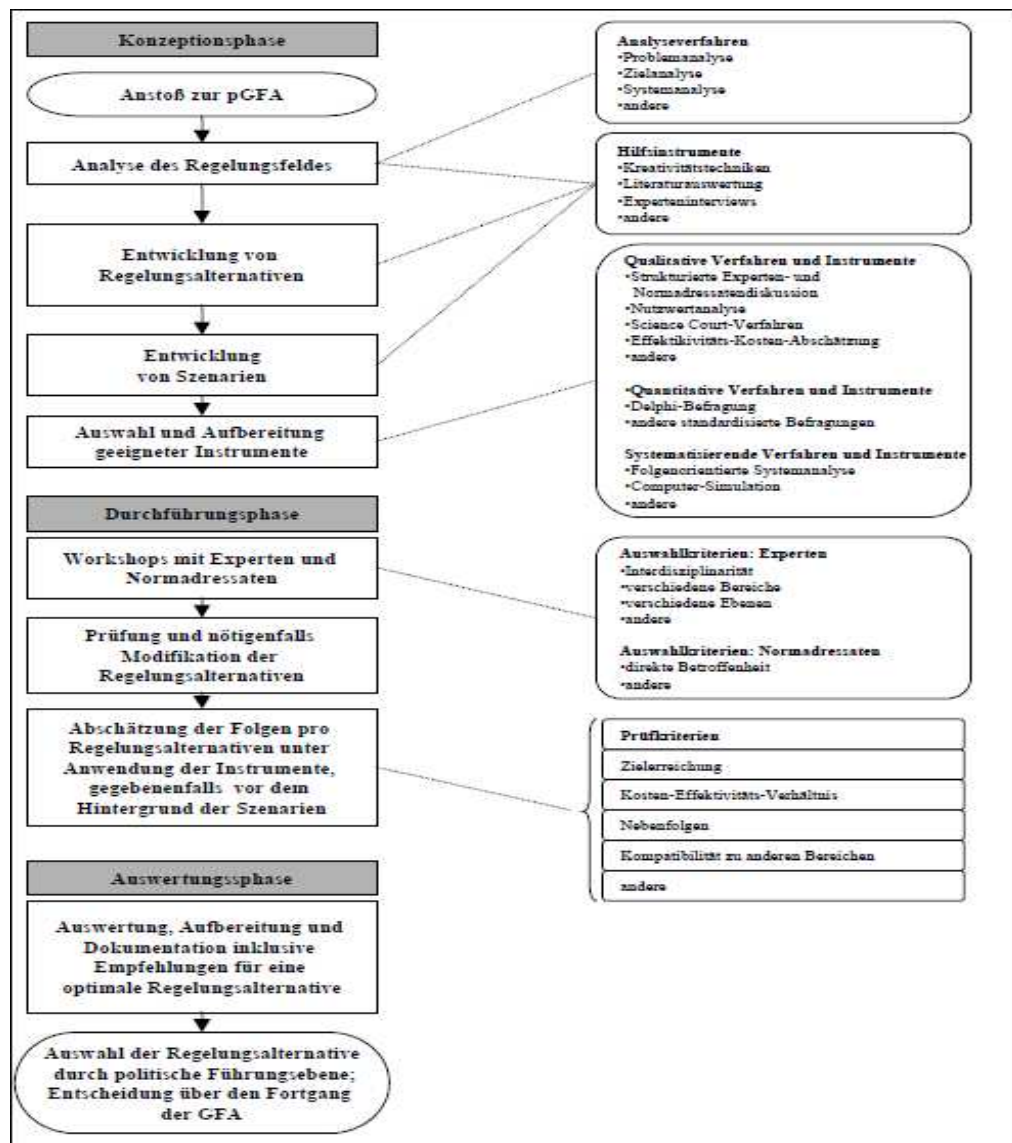 Konzeptionsphase
Anstoß zur pGFA
Analyse des Regelungsfeldes
Entwicklung von
Regelungsalternativen
Entwicklung
von Szenarien
Auswahl und Aufbereitung
geeigneter Instrumente
Analyseverfahren
•Problemanalyse
•Zielanalyse
•Systemanalyse
•andere
Hilfsinstrumente
•Kreativitätstechniken
•Literaturauswertung
•Experteninterviews
•andere
Qualitative Verfahren und Instrumente
•Strukturierte Experten- und
Normadressatendiskussion
•Nutzwertanalyse
•Science Court-Verfahren
•Effektikivitäts-Kosten-Abschätzung
•andere
•Quantitative Verfahren und Instrumente
•Delphi-Befragung
•andere standardisierte Befragungen
Systematisierende Verfahren und Instrumente
•Folgenorientierte Systemanalyse
•Computer-Simulation
•andere
Durchführungsphase
Workshops mit Experten und
Normadressaten
Prüfung und nötigenfalls
Modifikation der
Regelungsalternativen
Abschätzung der Folgen pro
Regelungsalternativen unter
Anwendung der Instrumente,
gegebenenfalls vor dem
Hintergrund der Szenarien
Auswahlkriterien: Experten
•Interdisziplinarität
•verschiedene Bereiche
•verschiedene Ebenen
•andere
Auswahlkriterien: Normadressaten
•direkte Betroffenheit
•andere
Prüfkriterien
Zielerreichung
Kosten-Effektivitäts-Verhältnis
Nebenfolgen
Kompatibilität zu anderen Bereichen
andere
Auswertungssphase
Auswertung, Aufbereitung und
Dokumentation inklusive
Empfehlungen für eine
optimale Regelungsalternative
Auswahl der Regelungsalternative
durch politische Führungsebene;
Entscheidung über den Fortgang
der GFA